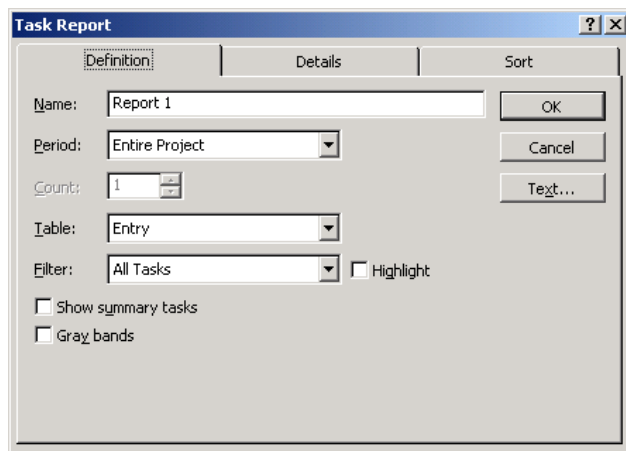 Task Report
Definition Details Sort
Name: Report 1 OK
Period: Entire Project Cancel
Count: 1 Text...
Table: Entry
Filter: All Tasks Highlight
Show summary tasks
Gray bands